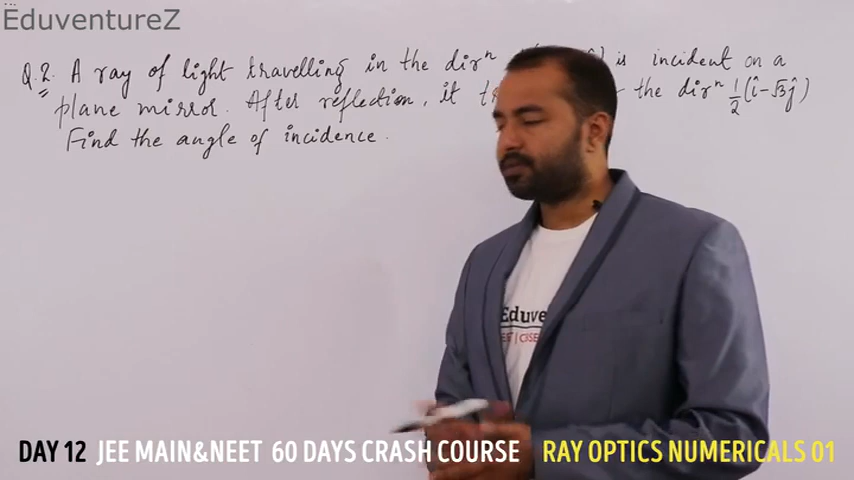 EduventureZ
Q.2. A ray of light travelling in the dirⁿ is incident on a
plane mirror. After reflection, it the dirⁿ 1/2 (î-√3ĵ)
Find the angle of incidence.
Eduve
DAY 12 JEE MAIN&NEET 60 DAYS CRASH COURSE RAY OPTICS NUMERICALS 01